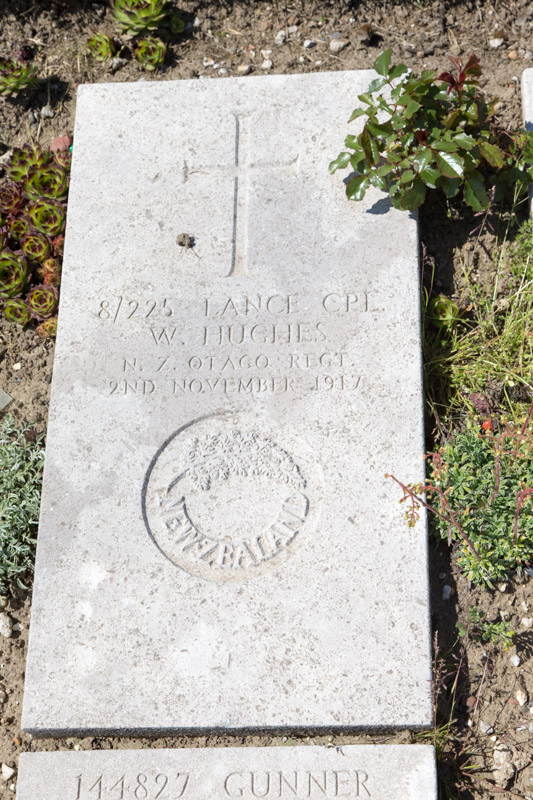 8/225 LANCE CPL.
W. HUGHES
N. Z. OTAGO REGT.
2ND NOVEMBER 1917
NEW ZEALAND
144827 GUNNER